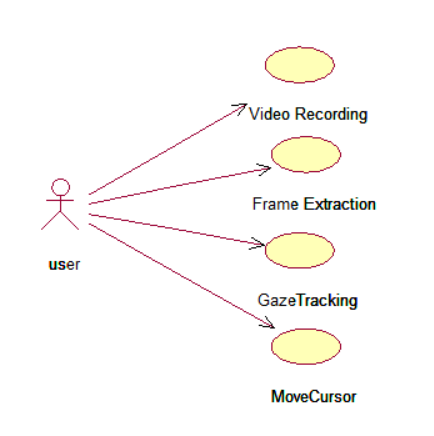 Video Recording
Frame Extraction
user
GazeTracking
MoveCursor